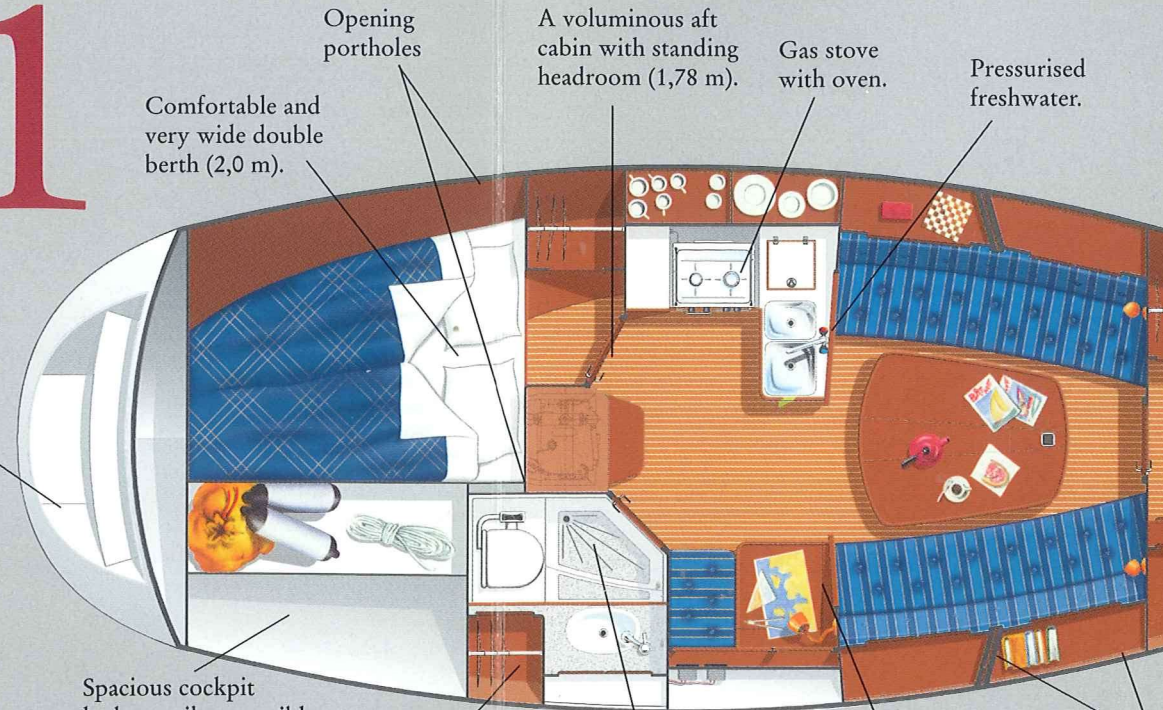 1
Opening
portholes
A voluminous aft
cabin with standing
headroom (1,78 m).
Gas stove
with oven.
Pressurised
freshwater.
Comfortable and
very wide double
berth (2,0 m).
Spacious cockpit